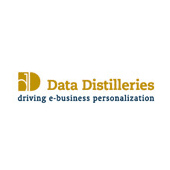 Data Distilleries
driving e-business personalization